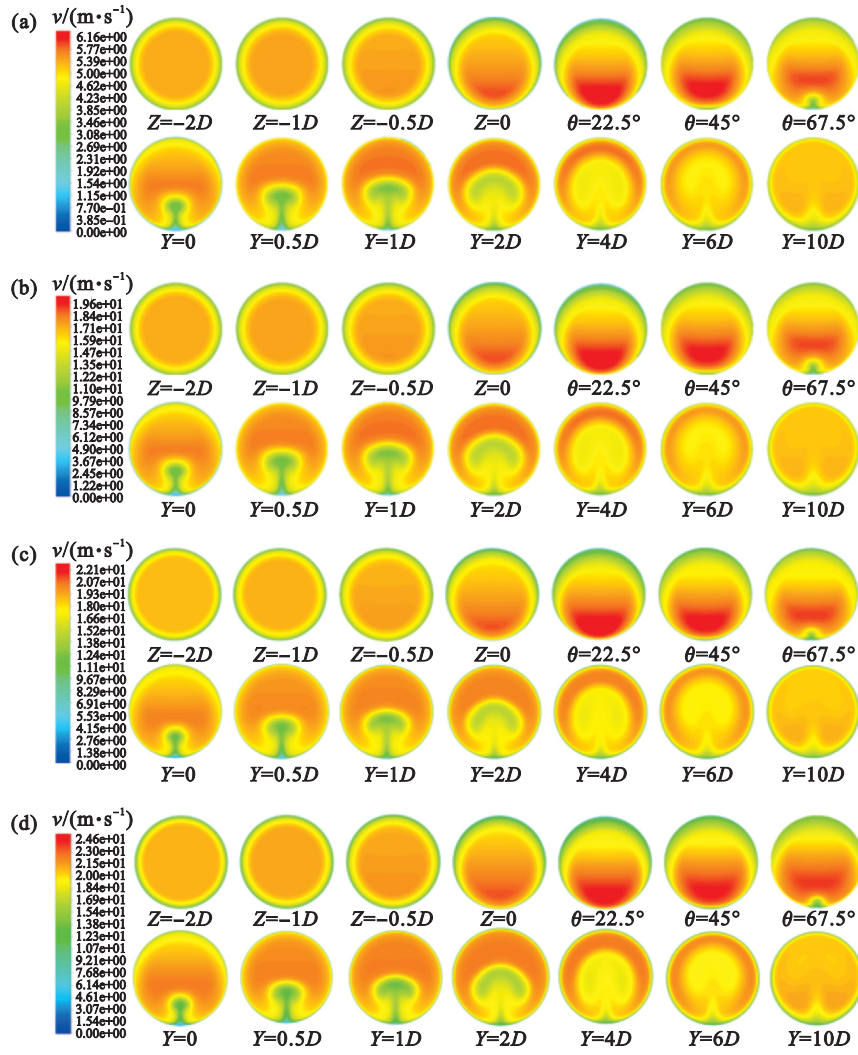 (a) v/(m·s⁻¹)
6.16e+00
5.77e+00
5.39e+00
5.00e+00
4.62e+00
4.23e+00
3.85e+00
3.46e+00
3.08e+00
2.69e-01
2.31e+00
1.92e+00
1.54e+00
1.15e+00
7.70e-01
3.85e-01
0.00e+00
Z=-2D Z=-1D Z=-0.5D Z=0 θ=22.5° θ=45° θ=67.5°
Y=0 Y=0.5D Y=1D Y=2D Y=4D Y=6D Y=10D
(b) v/(m·s⁻¹)
1.96e+01
1.84e+01
1.71e+01
1.59e+01
1.47e+01
1.35e+01
1.22e+01
1.10e+01
9.79e+01
8.57e+01
7.34e+00
6.12e+00
4.90e+00
3.67e+00
2.45e+00
1.22e+00
0.00e+00
Z=-2D Z=-1D Z=-0.5D Z=0 θ=22.5° θ=45° θ=67.5°
Y=0 Y=0.5D Y=1D Y=2D Y=4D Y=6D Y=10D
(c) v/(m·s⁻¹)
2.21e+01
2.07e+01
1.93e+01
1.80e+01
1.66e+01
1.52e+01
1.38e+01
1.24e+01
1.11e+01
9.67e+00
8.29e+00
6.91e+00
5.53e+00
4.15e+00
2.76e+00
1.38e+00
0.00e+00
Z=-2D Z=-1D Z=-0.5D Z=0 θ=22.5° θ=45° θ=67.5°
Y=0 Y=0.5D Y=1D Y=2D Y=4D Y=6D Y=10D
(d) v/(m·s⁻¹)
2.46e+01
2.30e+01
2.15e+01
2.00e+01
1.84e+01
1.69e+01
1.54e+01
1.38e+01
1.23e+01
1.07e+01
9.21e+00
7.68e+00
6.14e+00
4.61e+00
3.07e+00
1.54e+00
0.00e+00
Z=-2D Z=-1D Z=-0.5D Z=0 θ=22.5° θ=45° θ=67.5°
Y=0 Y=0.5D Y=1D Y=2D Y=4D Y=6D Y=10D